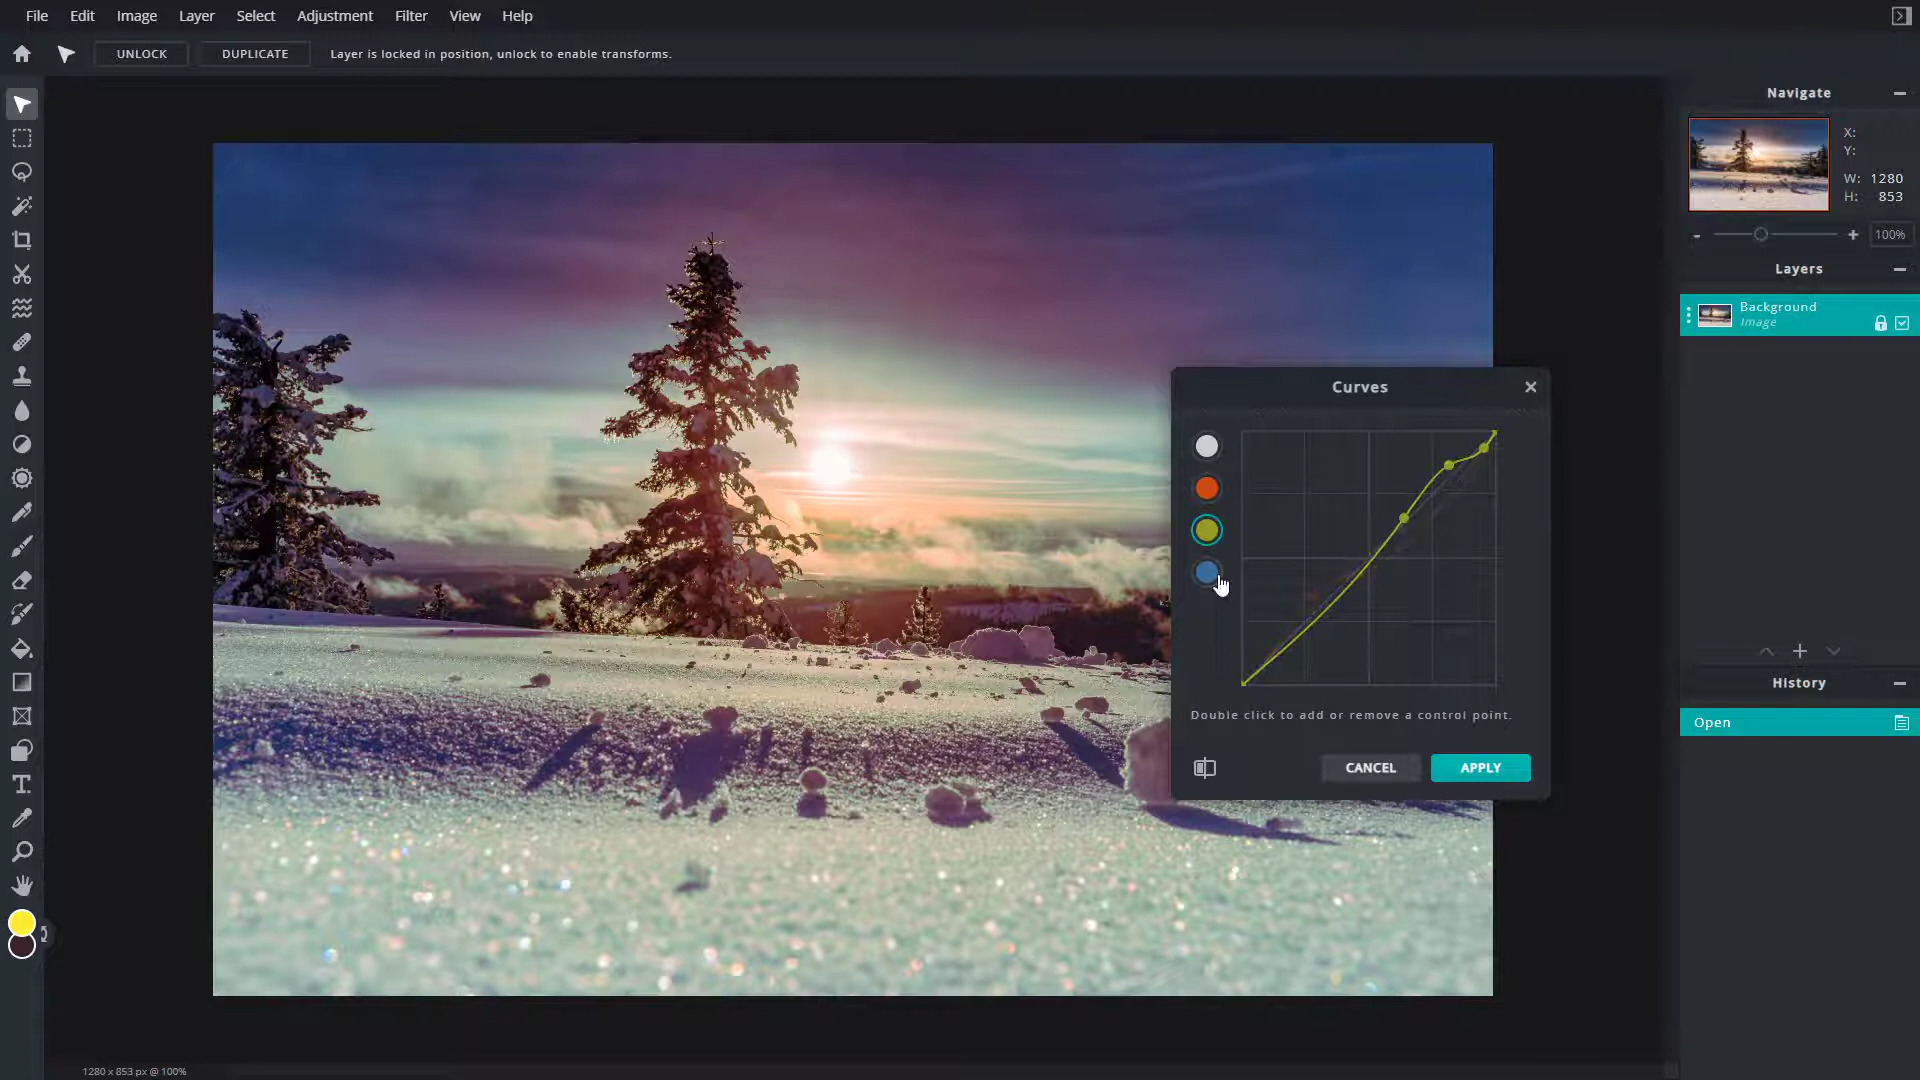 File Edit Image Layer Select Adjustment Filter View Help
UNLOCK DUPLICATE Layer is locked in position, unlock to enable transforms.
Navigate
X:
Y:
W: 1280
H: 853
- + 100%
Layers
Background
Image
Curves
Double click to add or remove a control point.
CANCEL APPLY
History
Open
1280 x 853 px @ 100%